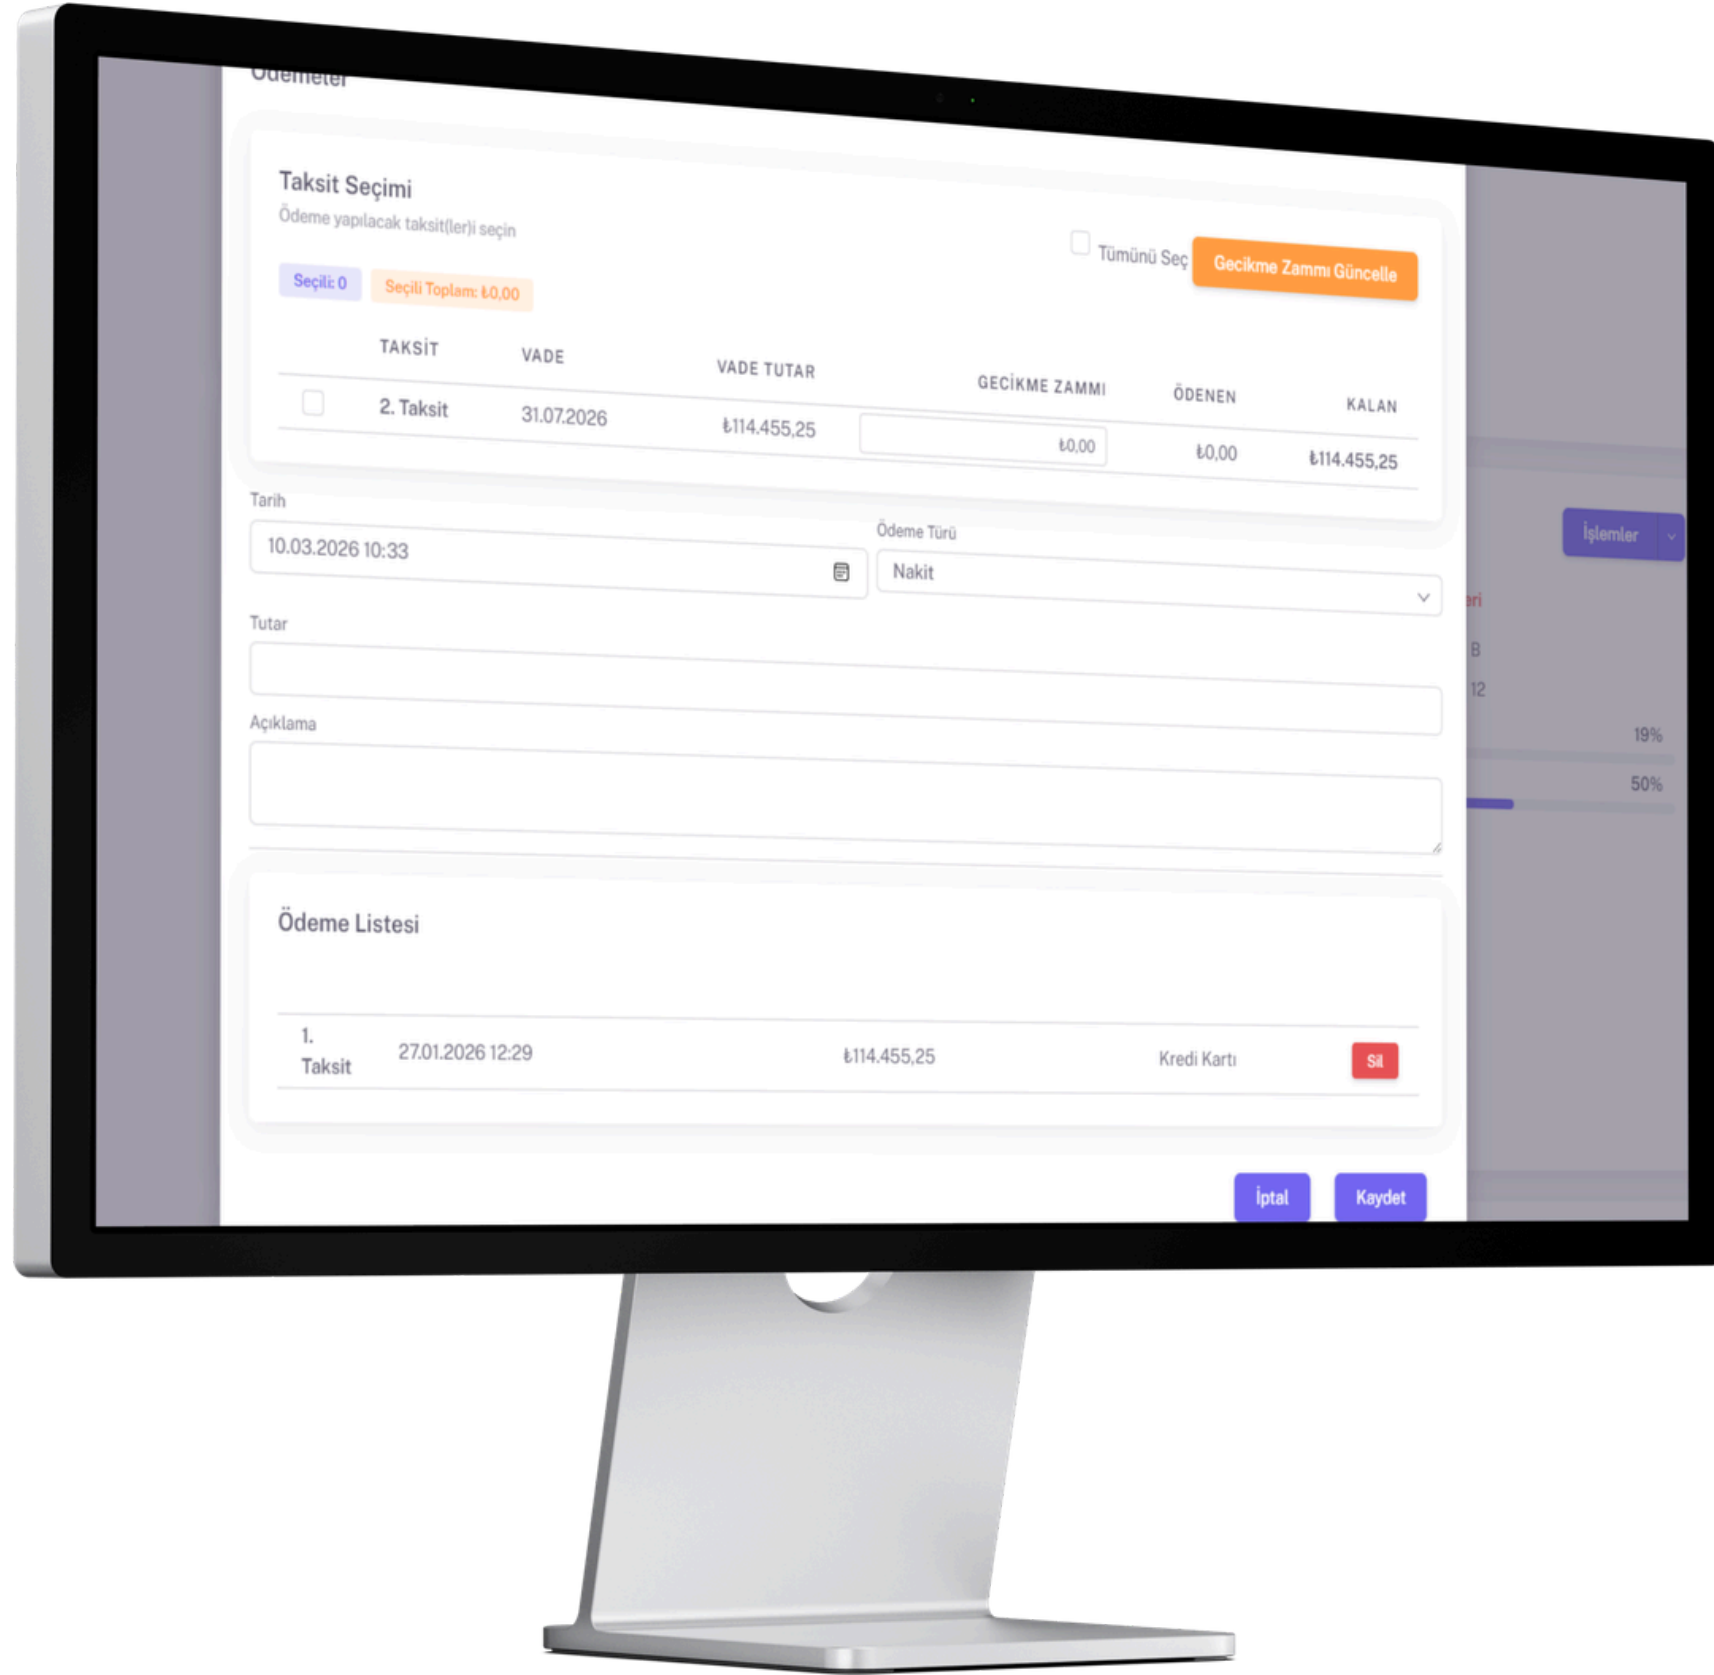 Ödemeler
Taksit Seçimi
Ödeme yapılacak taksit(ler)i seçin
Tümünü Seç
Gecikme Zammı Güncelle
Seçili: 0
Seçili Toplam: ₺0,00
TAKSİT VADE VADE TUTAR GECİKME ZAMMI ÖDENEN KALAN
2. Taksit 31.07.2026 ₺114.455,25 ₺0,00 ₺0,00 ₺114.455,25
Tarih
10.03.2026 10:33
Ödeme Türü
Nakit
Tutar
Açıklama
Ödeme Listesi
1.
Taksit 27.01.2026 12:29 ₺114.455,25 Kredi Kartı Sil
İptal Kaydet
İşlemler
eri
B
12
19%
50%